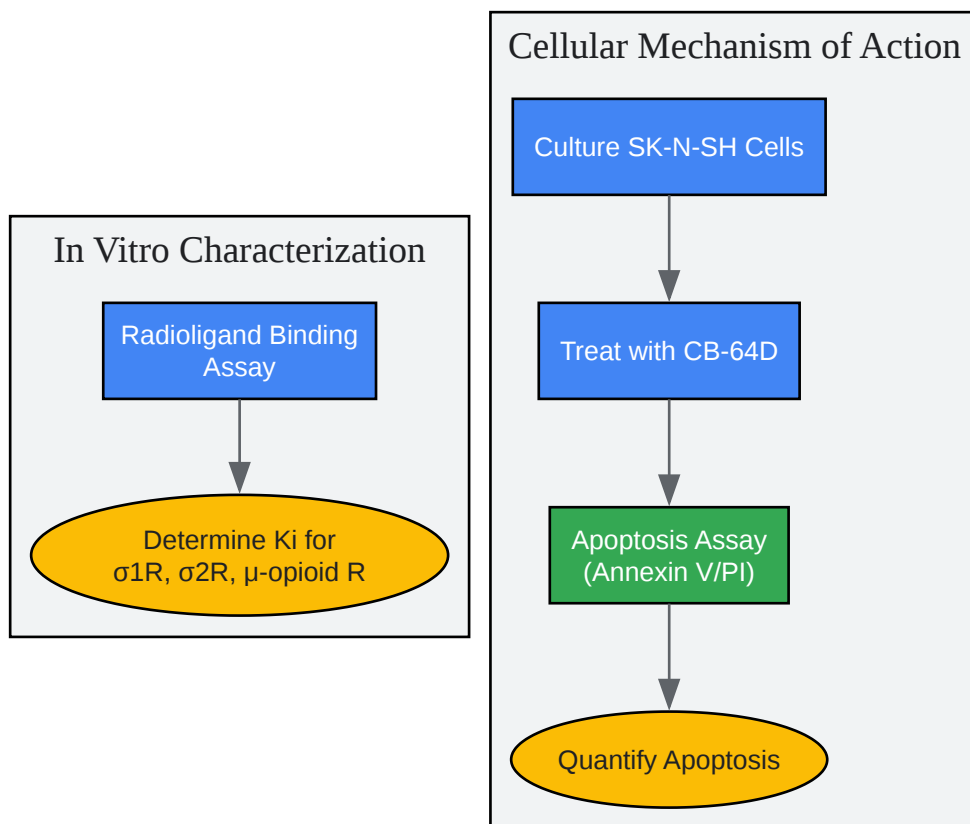 In Vitro Characterization
Radioligand Binding
Assay
Determine Ki for
σ1R, σ2R, μ-opioid R
Cellular Mechanism of Action
Culture SK-N-SH Cells
Treat with CB-64D
Apoptosis Assay
(Annexin V/PI)
Quantify Apoptosis